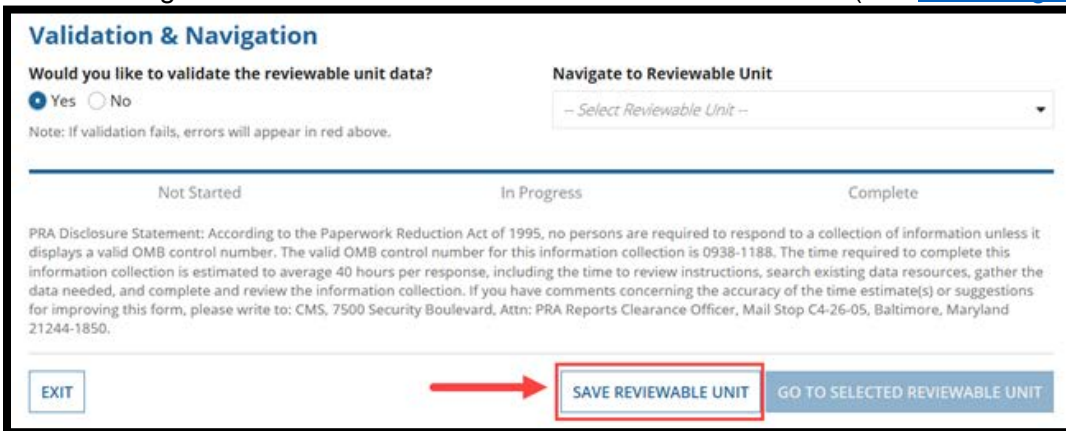 Validation & Navigation
Would you like to validate the reviewable unit data?
Navigate to Reviewable Unit
Yes No
-- Select Reviewable Unit --
Note: If validation fails, errors will appear in red above.
Not Started In Progress Complete
PRA Disclosure Statement: According to the Paperwork Reduction Act of 1995, no persons are required to respond to a collection of information unless it
displays a valid OMB control number. The valid OMB control number for this information collection is 0938-1188. The time required to complete this
information collection is estimated to average 40 hours per response, including the time to review instructions, search existing data resources, gather the
data needed, and complete and review the information collection. If you have comments concerning the accuracy of the time estimate(s) or suggestions
for improving this form, please write to: CMS, 7500 Security Boulevard, Attn: PRA Reports Clearance Officer, Mail Stop C4-26-05, Baltimore, Maryland
21244-1850.
EXIT SAVE REVIEWABLE UNIT GO TO SELECTED REVIEWABLE UNIT